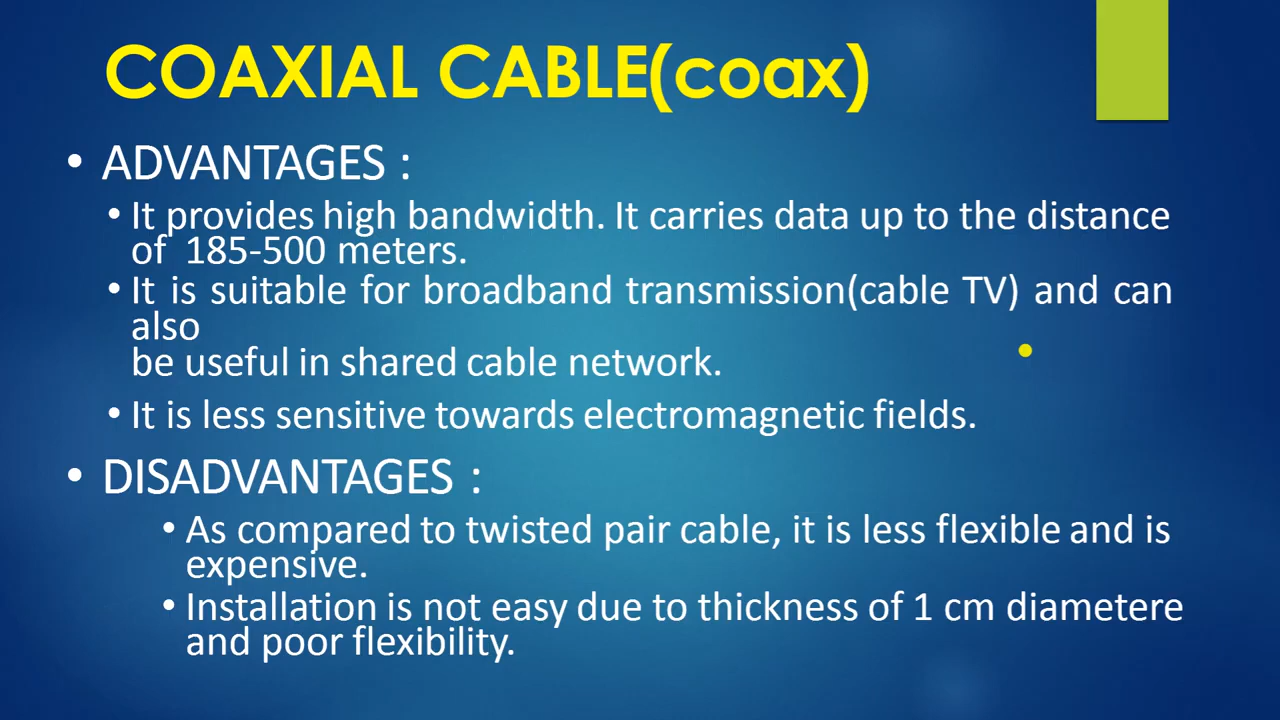 COAXIAL CABLE(coax)
• ADVANTAGES :
• It provides high bandwidth. It carries data up to the distance
of 185-500 meters.
• It is suitable for broadband transmission(cable TV) and can
also
be useful in shared cable network.
• It is less sensitive towards electromagnetic fields.
• DISADVANTAGES :
• As compared to twisted pair cable, it is less flexible and is
expensive.
• Installation is not easy due to thickness of 1 cm diametere
and poor flexibility.